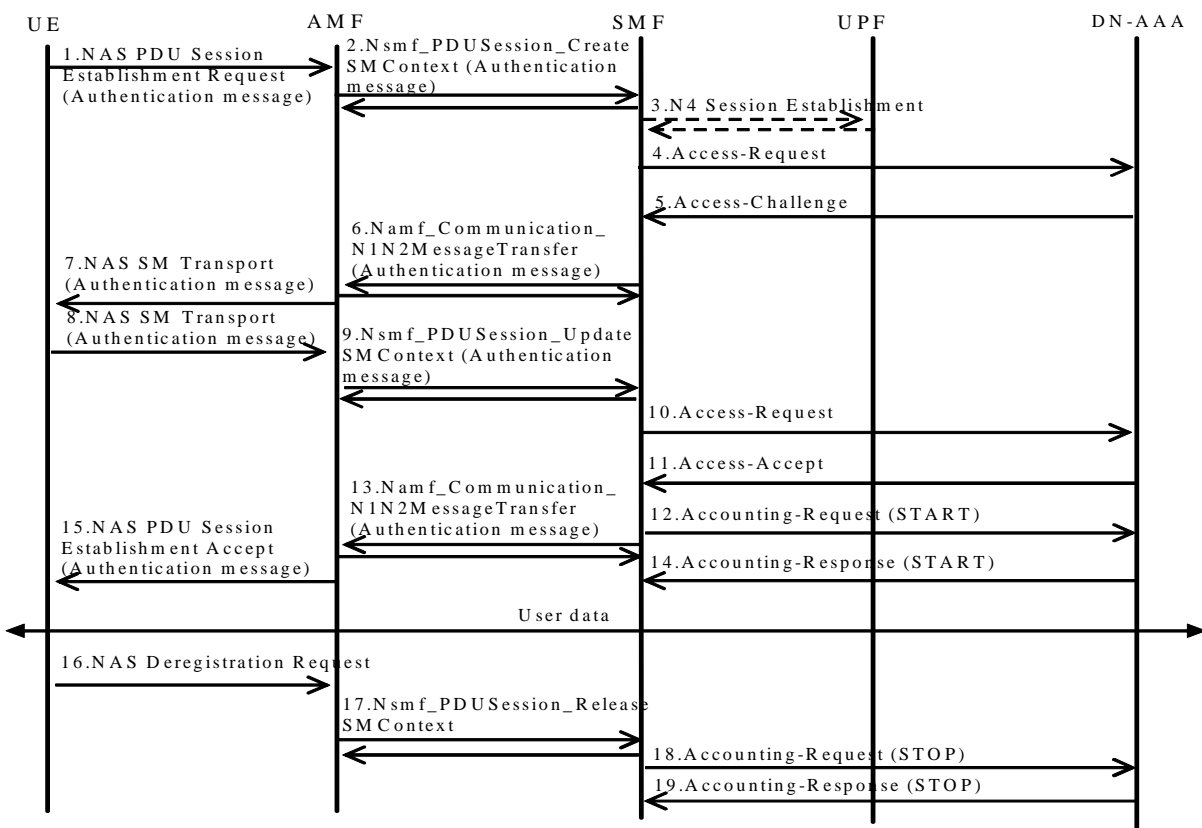 UE
AMF
SMF
UPF
DN-AAA
1.NAS PDU Session
Establishment Request
(Authentication message)
2.Nsmf_PDUSession_Create
SMContext (Authentication
message)
3.N4 Session Establishment
4.Access-Request
5.Access-Challenge
6.Namf_Communication_
N1N2MessageTransfer
(Authentication message)
7.NAS SM Transport
(Authentication message)
8.NAS SM Transport
(Authentication message)
9.Nsmf_PDUSession_Update
SMContext (Authentication
message)
10.Access-Request
11.Access-Accept
12.Accounting-Request (START)
13.Namf_Communication_
N1N2MessageTransfer
(Authentication message)
14.Accounting-Response (START)
15.NAS PDU Session
Establishment Accept
(Authentication message)
User data
16.NAS Deregistration Request
17.Nsmf_PDUSession_Release
SMContext
18.Accounting-Request (STOP)
19.Accounting-Response (STOP)